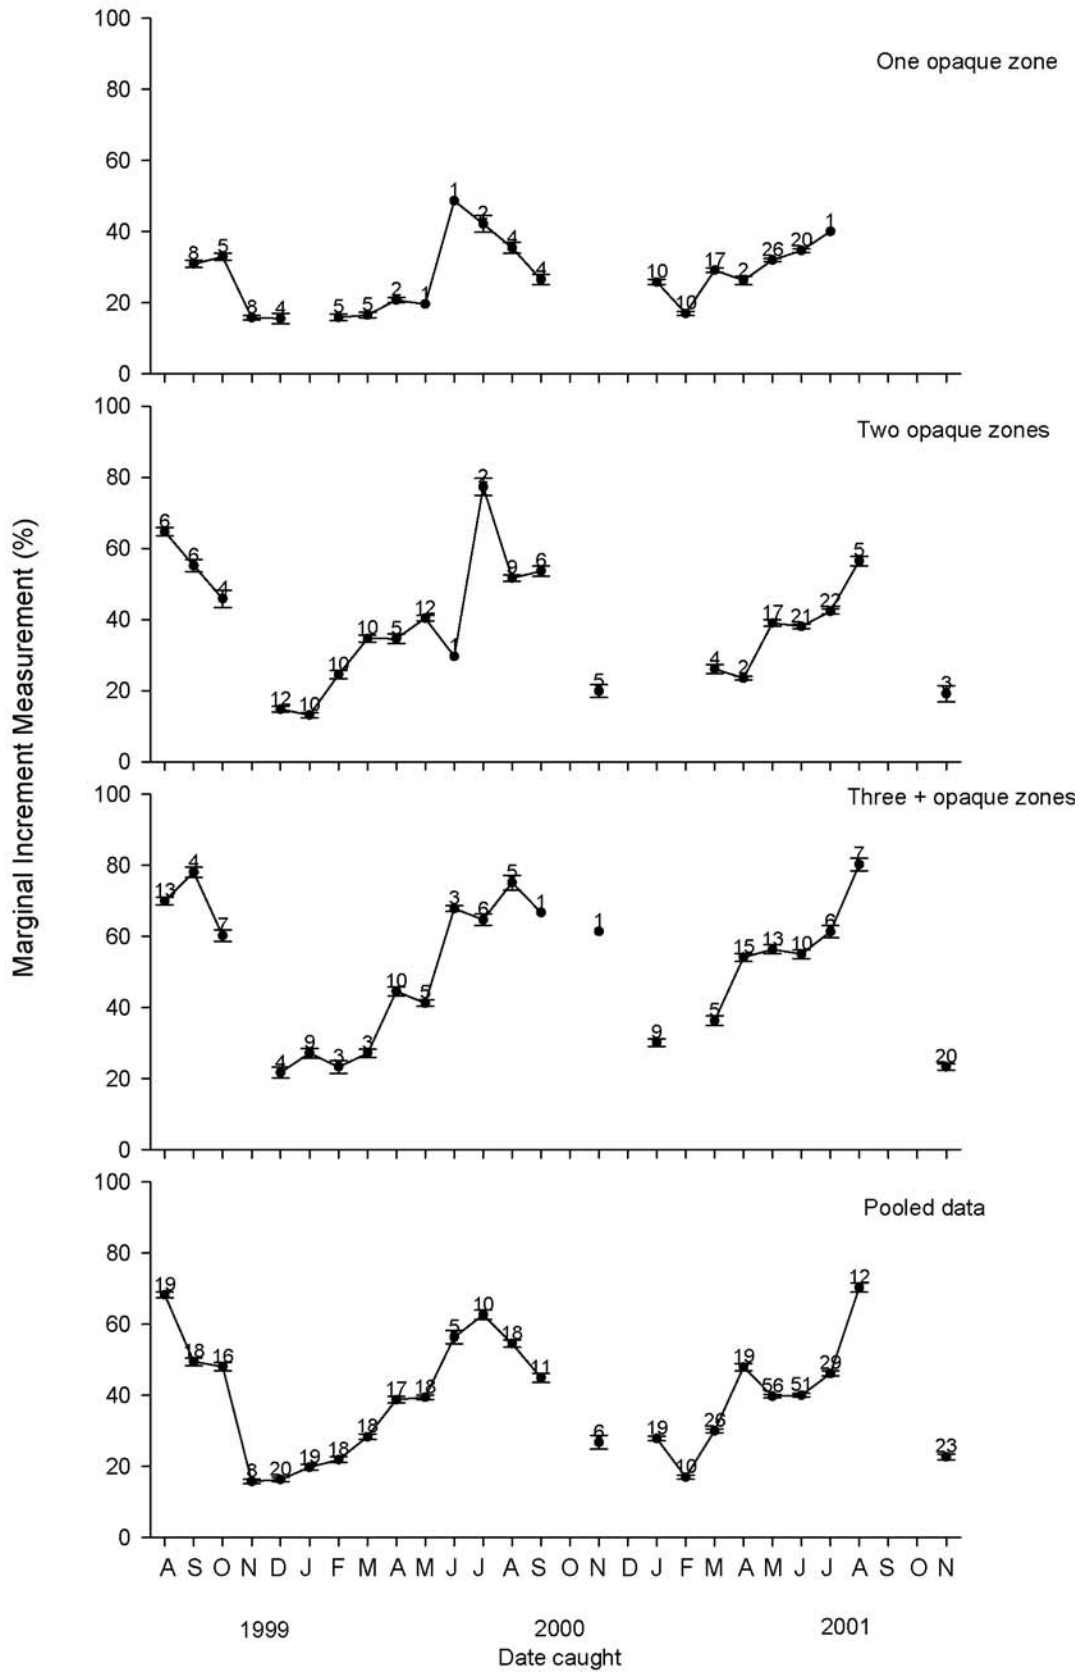 100
One opaque zone
80
60
40
20
0
8 5 8 4 5 5 2 1 1 2 4 4 10 10 17 2 26 20 1
100
Two opaque zones
80
60
40
20
0
6 6 4 12 10 10 10 5 12 1 2 9 6 5 4 2 17 21 22 5 3
Marginal Increment Measurement (%)
100
Three + opaque zones
80
60
40
20
0
13 4 7 4 9 3 3 10 5 3 6 5 1 1 9 5 15 13 10 6 7 20
100
Pooled data
80
60
40
20
0
19 18 16 8 20 19 18 18 17 18 5 10 18 11 6 19 10 26 19 56 51 29 12 23
A S O N D J F M A M J J A S O N D J F M A M J J A S O N
1999 2000 2001
Date caught